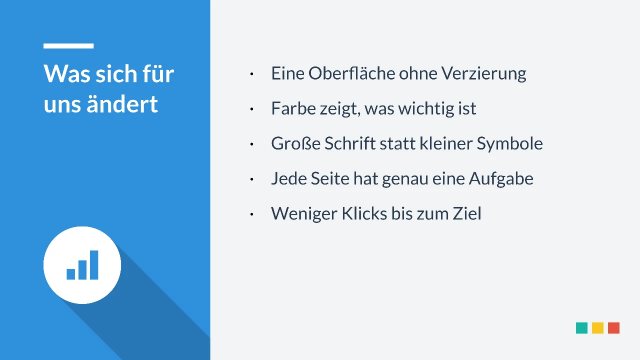 Was sich für
uns ändert
· Eine Oberfläche ohne Verzierung
· Farbe zeigt, was wichtig ist
· Große Schrift statt kleiner Symbole
· Jede Seite hat genau eine Aufgabe
· Weniger Klicks bis zum Ziel